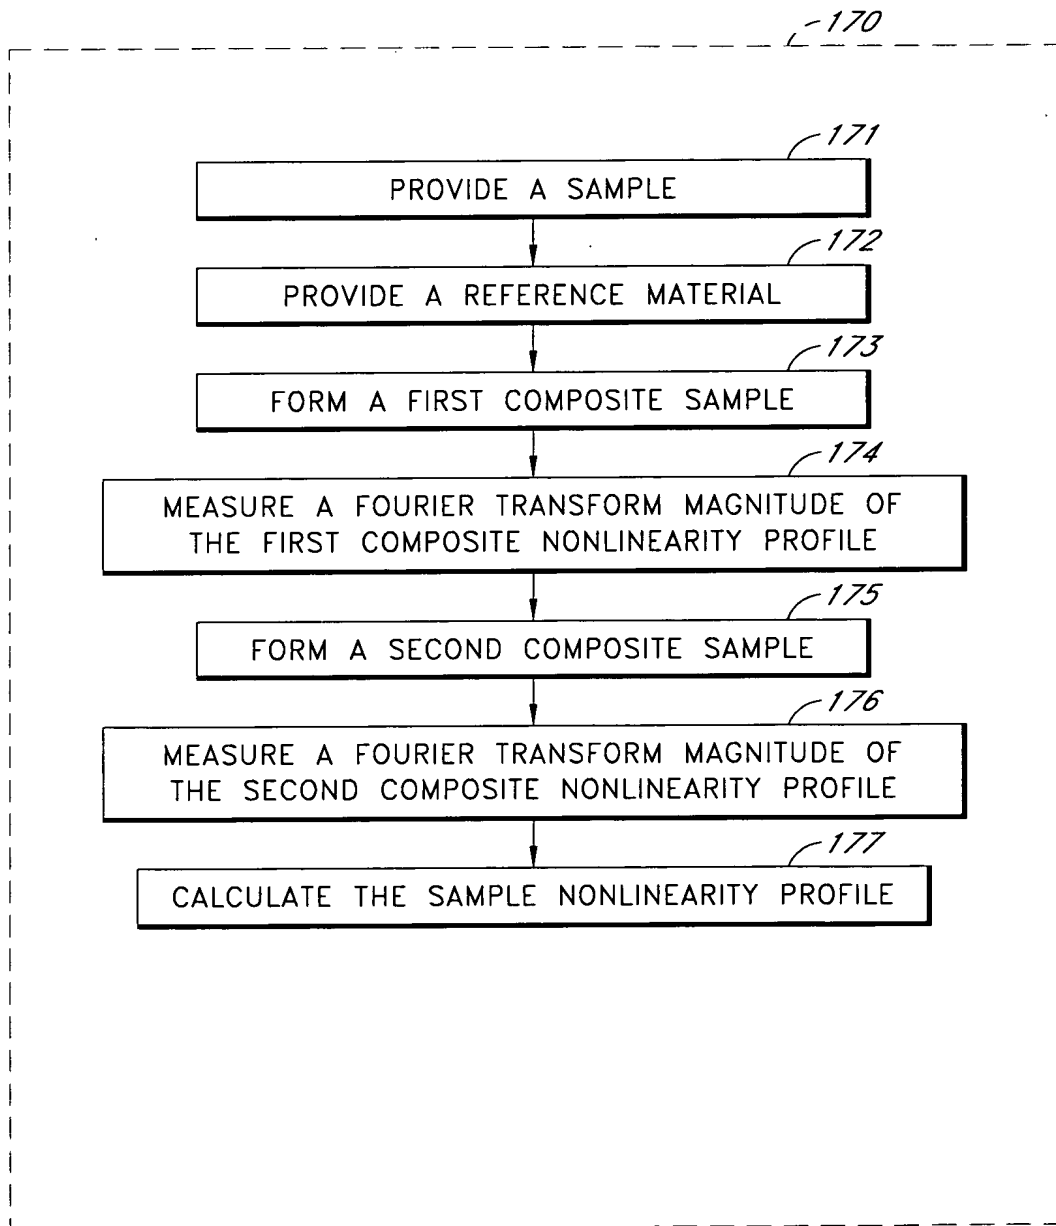 170
171
PROVIDE A SAMPLE
172
PROVIDE A REFERENCE MATERIAL
173
FORM A FIRST COMPOSITE SAMPLE
174
MEASURE A FOURIER TRANSFORM MAGNITUDE OF
THE FIRST COMPOSITE NONLINEARITY PROFILE
175
FORM A SECOND COMPOSITE SAMPLE
176
MEASURE A FOURIER TRANSFORM MAGNITUDE OF
THE SECOND COMPOSITE NONLINEARITY PROFILE
177
CALCULATE THE SAMPLE NONLINEARITY PROFILE